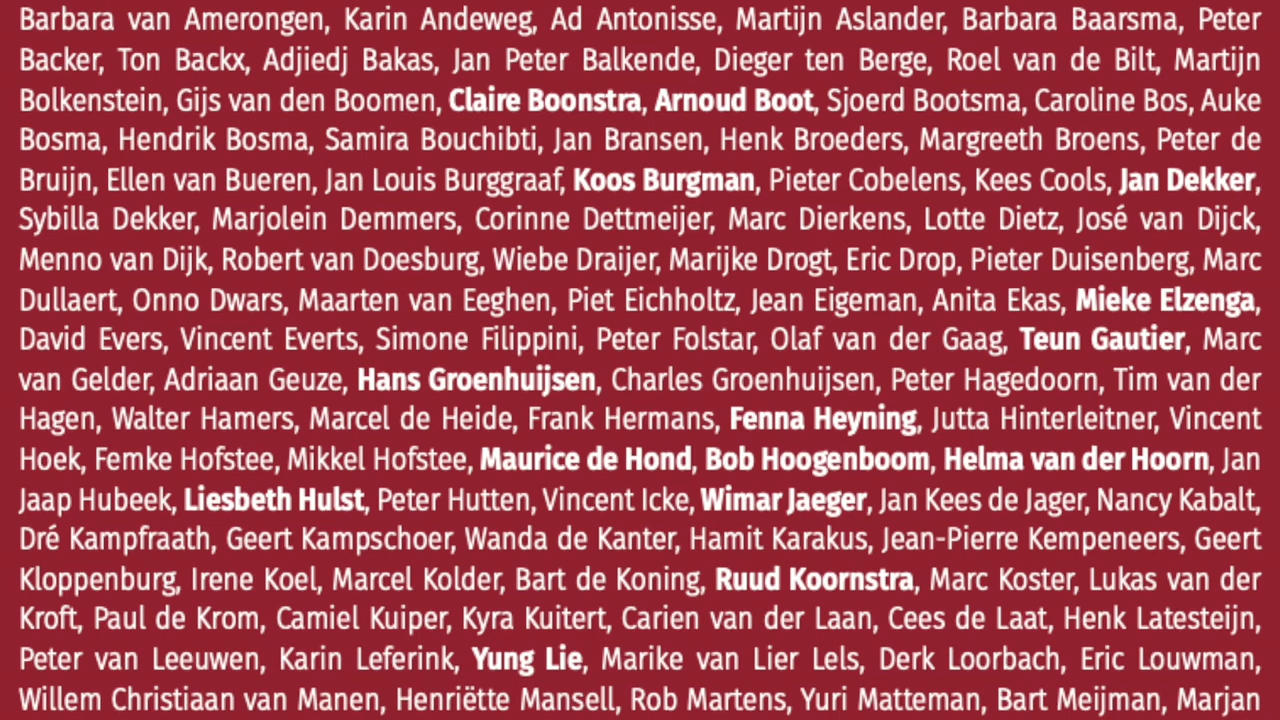 Barbara van Amerongen, Karin Andeweg, Ad Antonisse, Martijn Aslander, Barbara Baarsma, Peter
Backer, Ton Backx, Adjiedj Bakas, Jan Peter Balkende, Dieger ten Berge, Roel van de Bilt, Martijn
Bolkenstein, Gijs van den Boomen, Claire Boonstra, Arnoud Boot, Sjoerd Bootsma, Caroline Bos, Auke
Bosma, Hendrik Bosma, Samira Bouchibti, Jan Bransen, Henk Broeders, Margreeth Broens, Peter de
Bruijn, Ellen van Bueren, Jan Louis Burggraaf, Koos Burgman, Pieter Cobelens, Kees Cools, Jan Dekker,
Sybilla Dekker, Marjolein Demmers, Corinne Dettmeijer, Marc Dierkens, Lotte Dietz, José van Dijck,
Menno van Dijk, Robert van Doesburg, Wiebe Draijer, Marijke Drogt, Eric Drop, Pieter Duisenberg, Marc
Dullaert, Onno Dwars, Maarten van Eeghen, Piet Eichholtz, Jean Eigeman, Anita Ekas, Mieke Elzenga,
David Evers, Vincent Everts, Simone Filippini, Peter Folstar, Olaf van der Gaag, Teun Gautier, Marc
van Gelder, Adriaan Geuze, Hans Groenhuijsen, Charles Groenhuijsen, Peter Hagedoorn, Tim van der
Hagen, Walter Hamers, Marcel de Heide, Frank Hermans, Fenna Heyning, Jutta Hinterleitner, Vincent
Hoek, Femke Hofstee, Mikkel Hofstee, Maurice de Hond, Bob Hoogenboom, Helma van der Hoorn, Jan
Jaap Hubeek, Liesbeth Hulst, Peter Hutten, Vincent Icke, Wimar Jaeger, Jan Kees de Jager, Nancy Kabalt,
Dré Kampfraath, Geert Kampschoer, Wanda de Kanter, Hamit Karakus, Jean-Pierre Kempeneers, Geert
Kloppenburg, Irene Koel, Marcel Kolder, Bart de Koning, Ruud Koornstra, Marc Koster, Lukas van der
Kroft, Paul de Krom, Camiel Kuiper, Kyra Kuitert, Carien van der Laan, Cees de Laat, Henk Latesteijn,
Peter van Leeuwen, Karin Leferink, Yung Lie, Marike van Lier Lels, Derk Loorbach, Eric Louwman,
Willem Christiaan van Manen, Henriëtte Mansell, Rob Martens, Yuri Matteman, Bart Meijman, Marjan